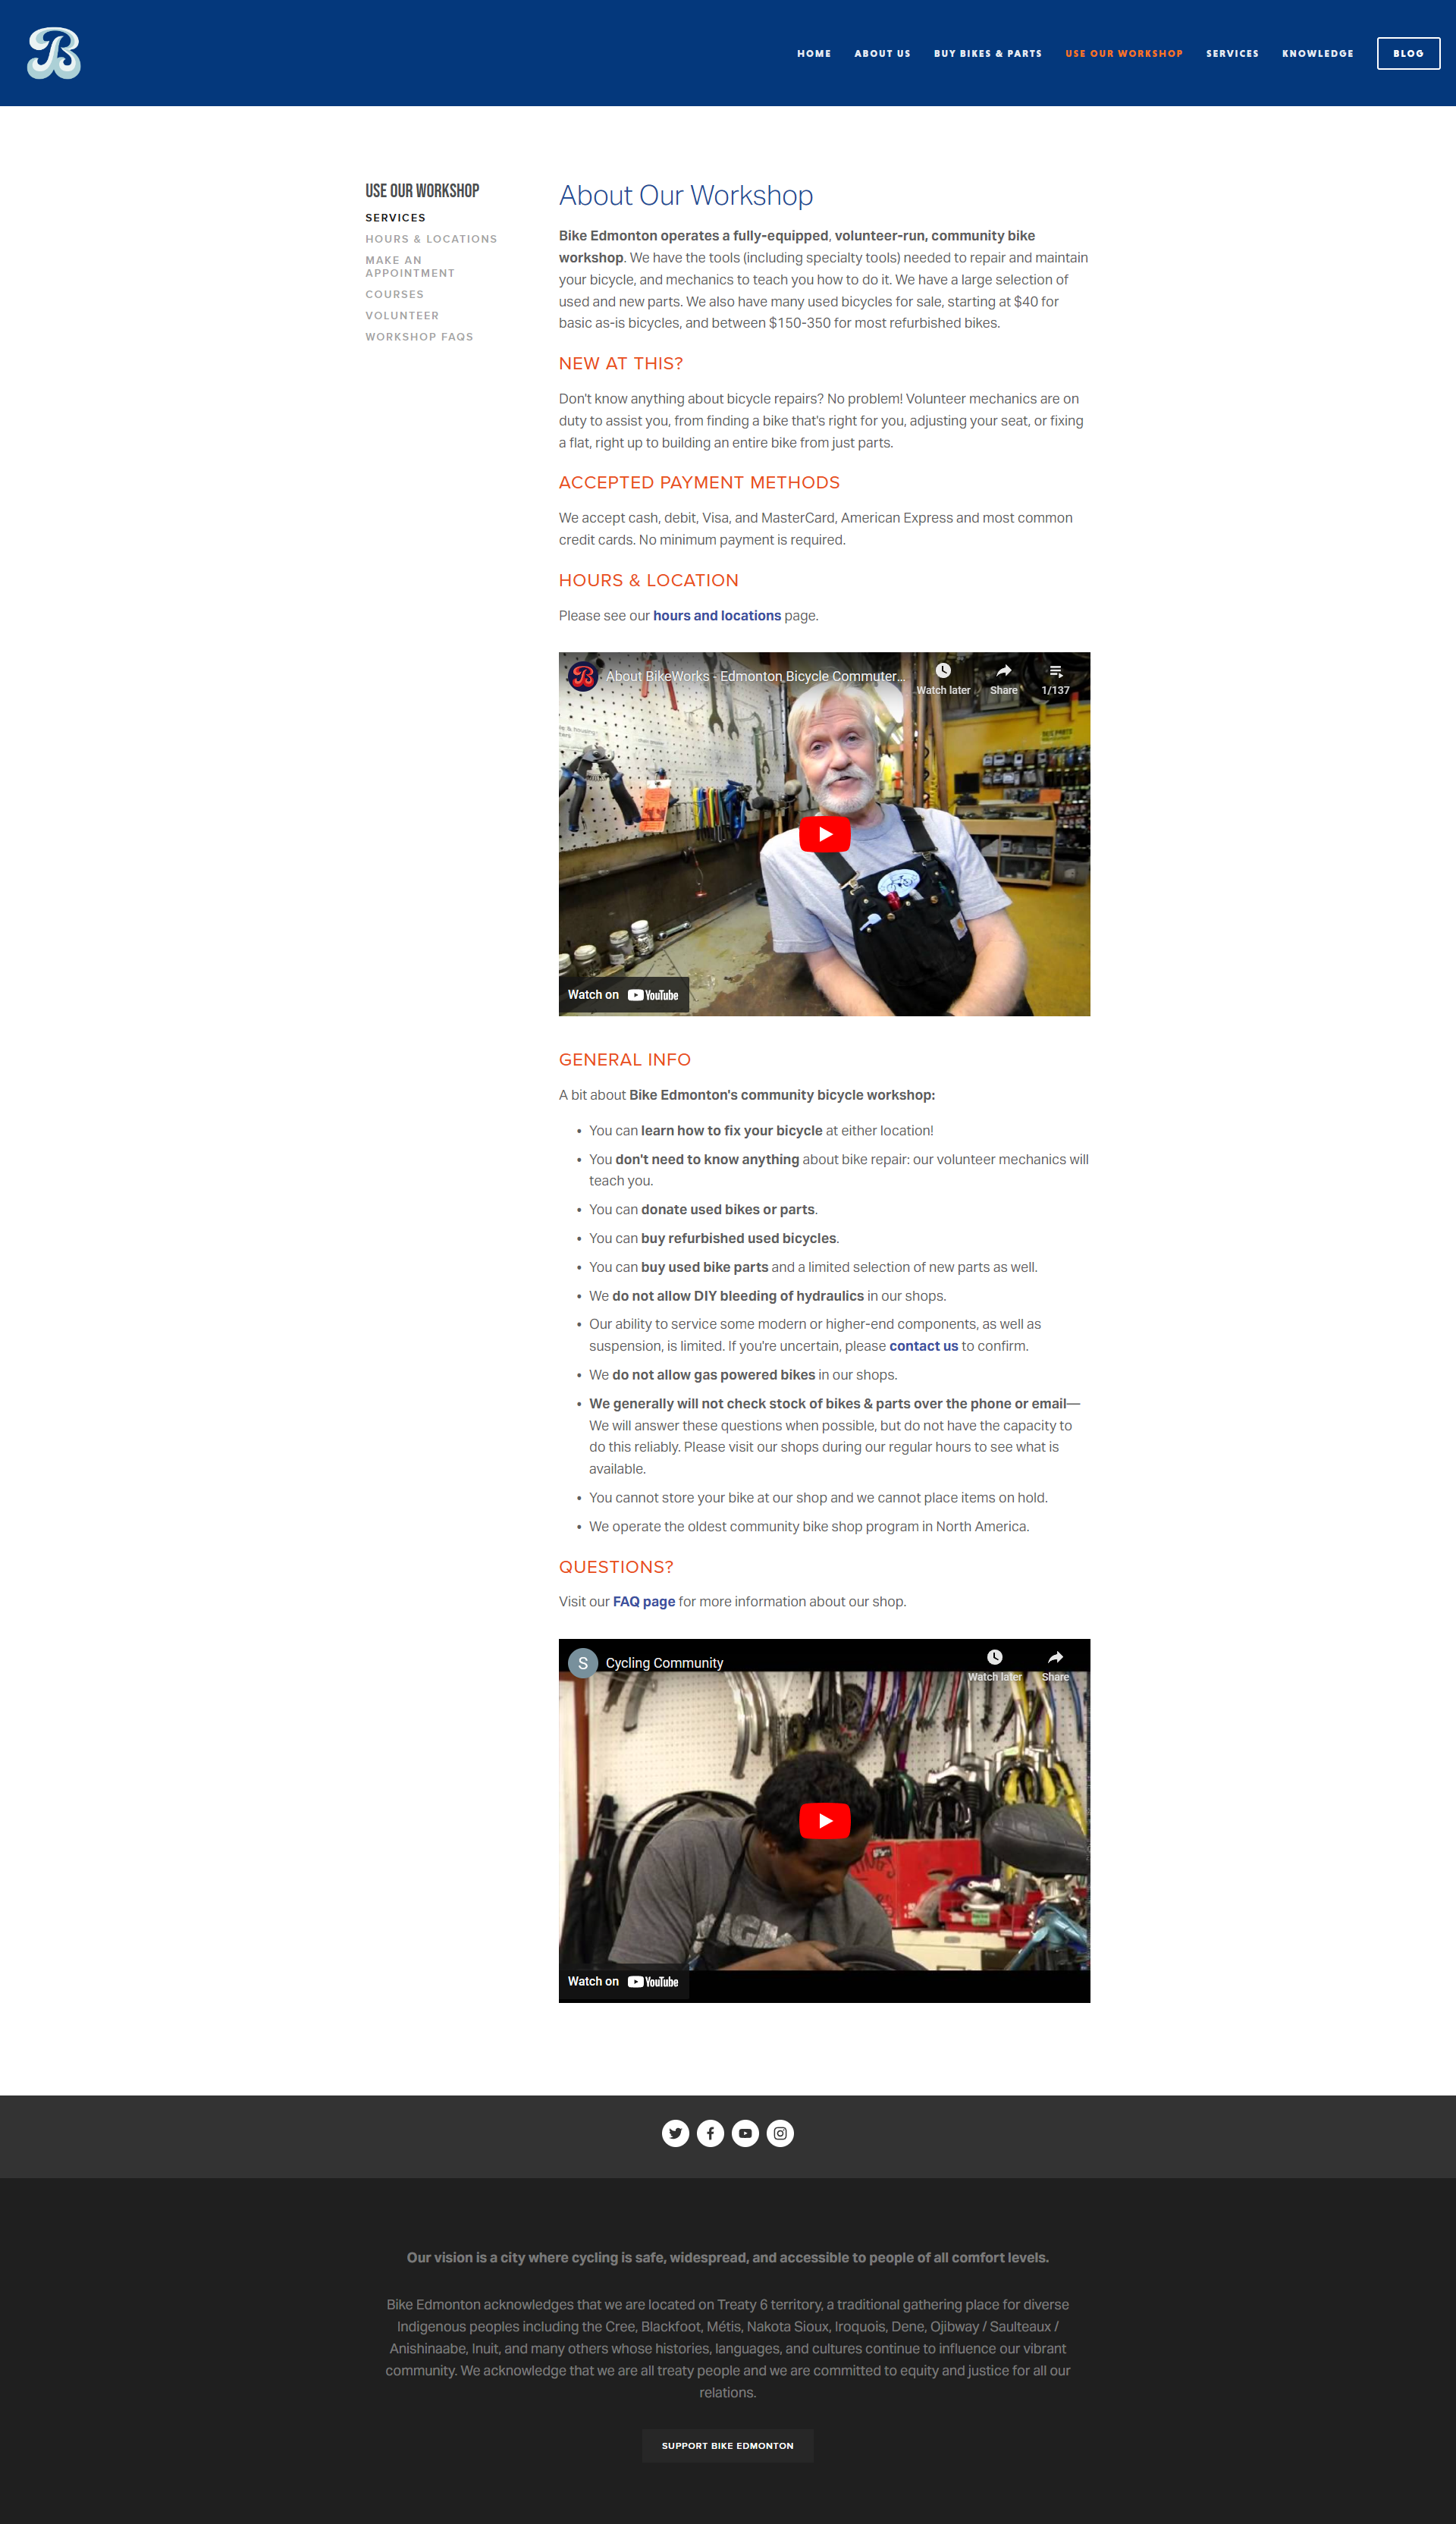 B
HOME ABOUT US BUY BIKES & PARTS USE OUR WORKSHOP SERVICES KNOWLEDGE BLOG
USE OUR WORKSHOP
SERVICES
HOURS & LOCATIONS
MAKE AN
APPOINTMENT
COURSES
VOLUNTEER
WORKSHOP FAQS
About Our Workshop
Bike Edmonton operates a fully-equipped, volunteer-run, community bike
workshop. We have the tools (including specialty tools) needed to repair and maintain
your bicycle, and mechanics to teach you how to do it. We have a large selection of
used and new parts. We also have many used bicycles for sale, starting at $40 for
basic as-is bicycles, and between $150-350 for most refurbished bikes.
NEW AT THIS?
Don't know anything about bicycle repairs? No problem! Volunteer mechanics are on
duty to assist you, from finding a bike that's right for you, adjusting your seat, or fixing
a flat, right up to building an entire bike from just parts.
ACCEPTED PAYMENT METHODS
We accept cash, debit, Visa, and MasterCard, American Express and most common
credit cards. No minimum payment is required.
HOURS & LOCATION
Please see our hours and locations page.
B About BikeWorks - Edmonton Bicycle Commuter... Watch later Share 1/137
Watch on YouTube
GENERAL INFO
A bit about Bike Edmonton's community bicycle workshop:
• You can learn how to fix your bicycle at either location!
• You don't need to know anything about bike repair: our volunteer mechanics will
teach you.
• You can donate used bikes or parts.
• You can buy refurbished used bicycles.
• You can buy used bike parts and a limited selection of new parts as well.
• We do not allow DIY bleeding of hydraulics in our shops.
• Our ability to service some modern or higher-end components, as well as
suspension, is limited. If you're uncertain, please contact us to confirm.
• We do not allow gas powered bikes in our shops.
• We generally will not check stock of bikes & parts over the phone or email—
We will answer these questions when possible, but do not have the capacity to
do this reliably. Please visit our shops during our regular hours to see what is
available.
• You cannot store your bike at our shop and we cannot place items on hold.
• We operate the oldest community bike shop program in North America.
QUESTIONS?
Visit our FAQ page for more information about our shop.
S Cycling Community Watch later Share
Watch on YouTube
Our vision is a city where cycling is safe, widespread, and accessible to people of all comfort levels.
Bike Edmonton acknowledges that we are located on Treaty 6 territory, a traditional gathering place for diverse
Indigenous peoples including the Cree, Blackfoot, Métis, Nakota Sioux, Iroquois, Dene, Ojibway / Saulteaux /
Anishinaabe, Inuit, and many others whose histories, languages, and cultures continue to influence our vibrant
community. We acknowledge that we are all treaty people and we are committed to equity and justice for all our
relations.
SUPPORT BIKE EDMONTON